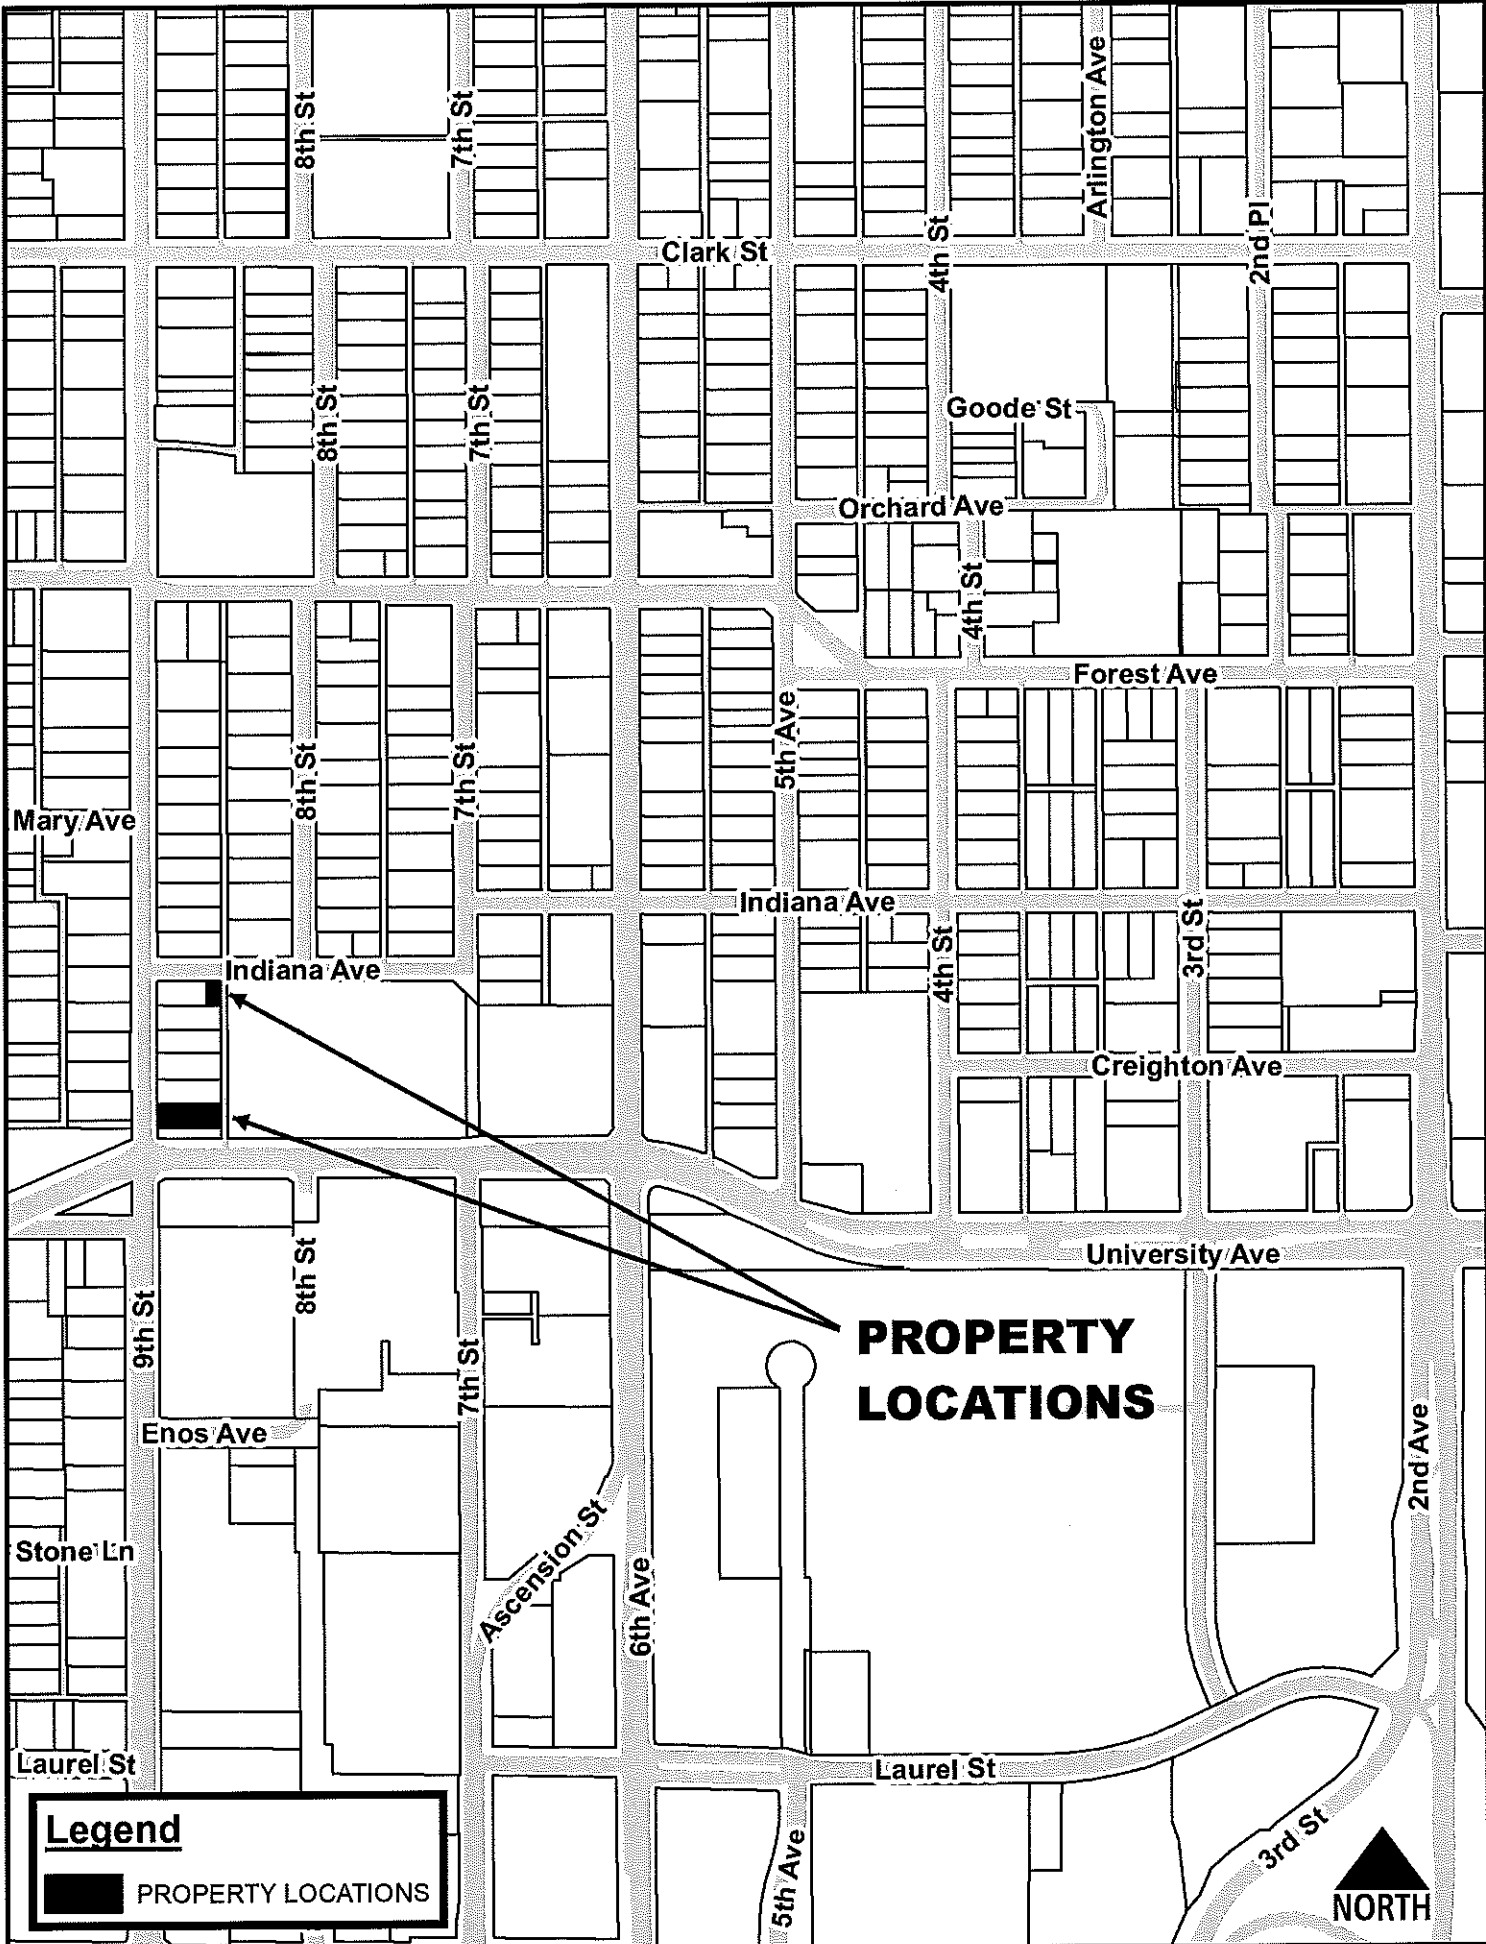 8th St
7th St
Arlington Ave
4th St
2nd Pl
Clark St
8th St
7th St
Goode St
Orchard Ave
4th St
Forest Ave
5th Ave
8th St
7th St
Mary Ave
Indiana Ave
3rd St
4th St
Indiana Ave
Creighton Ave
University Ave
8th St
9th St
7th St
PROPERTY
LOCATIONS
Enos Ave
2nd Ave
Stone Ln
Ascension St
6th Ave
Laurel St
Laurel St
Legend
PROPERTY LOCATIONS
5th Ave
3rd St
NORTH